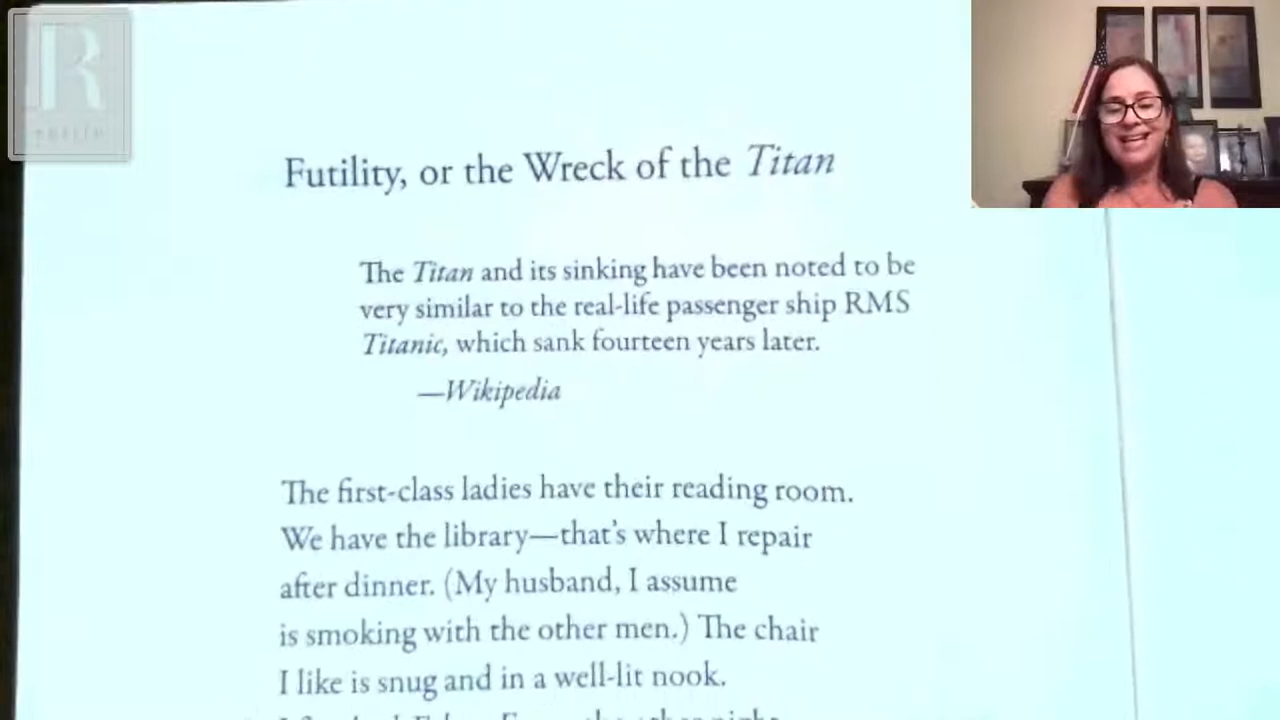 R
Futility, or the Wreck of the Titan
The Titan and its sinking have been noted to be
very similar to the real-life passenger ship RMS
Titanic, which sank fourteen years later.
—Wikipedia
The first-class ladies have their reading room.
We have the library—that's where I repair
after dinner. (My husband, I assume
is smoking with the other men.) The chair
I like is snug and in a well-lit nook.